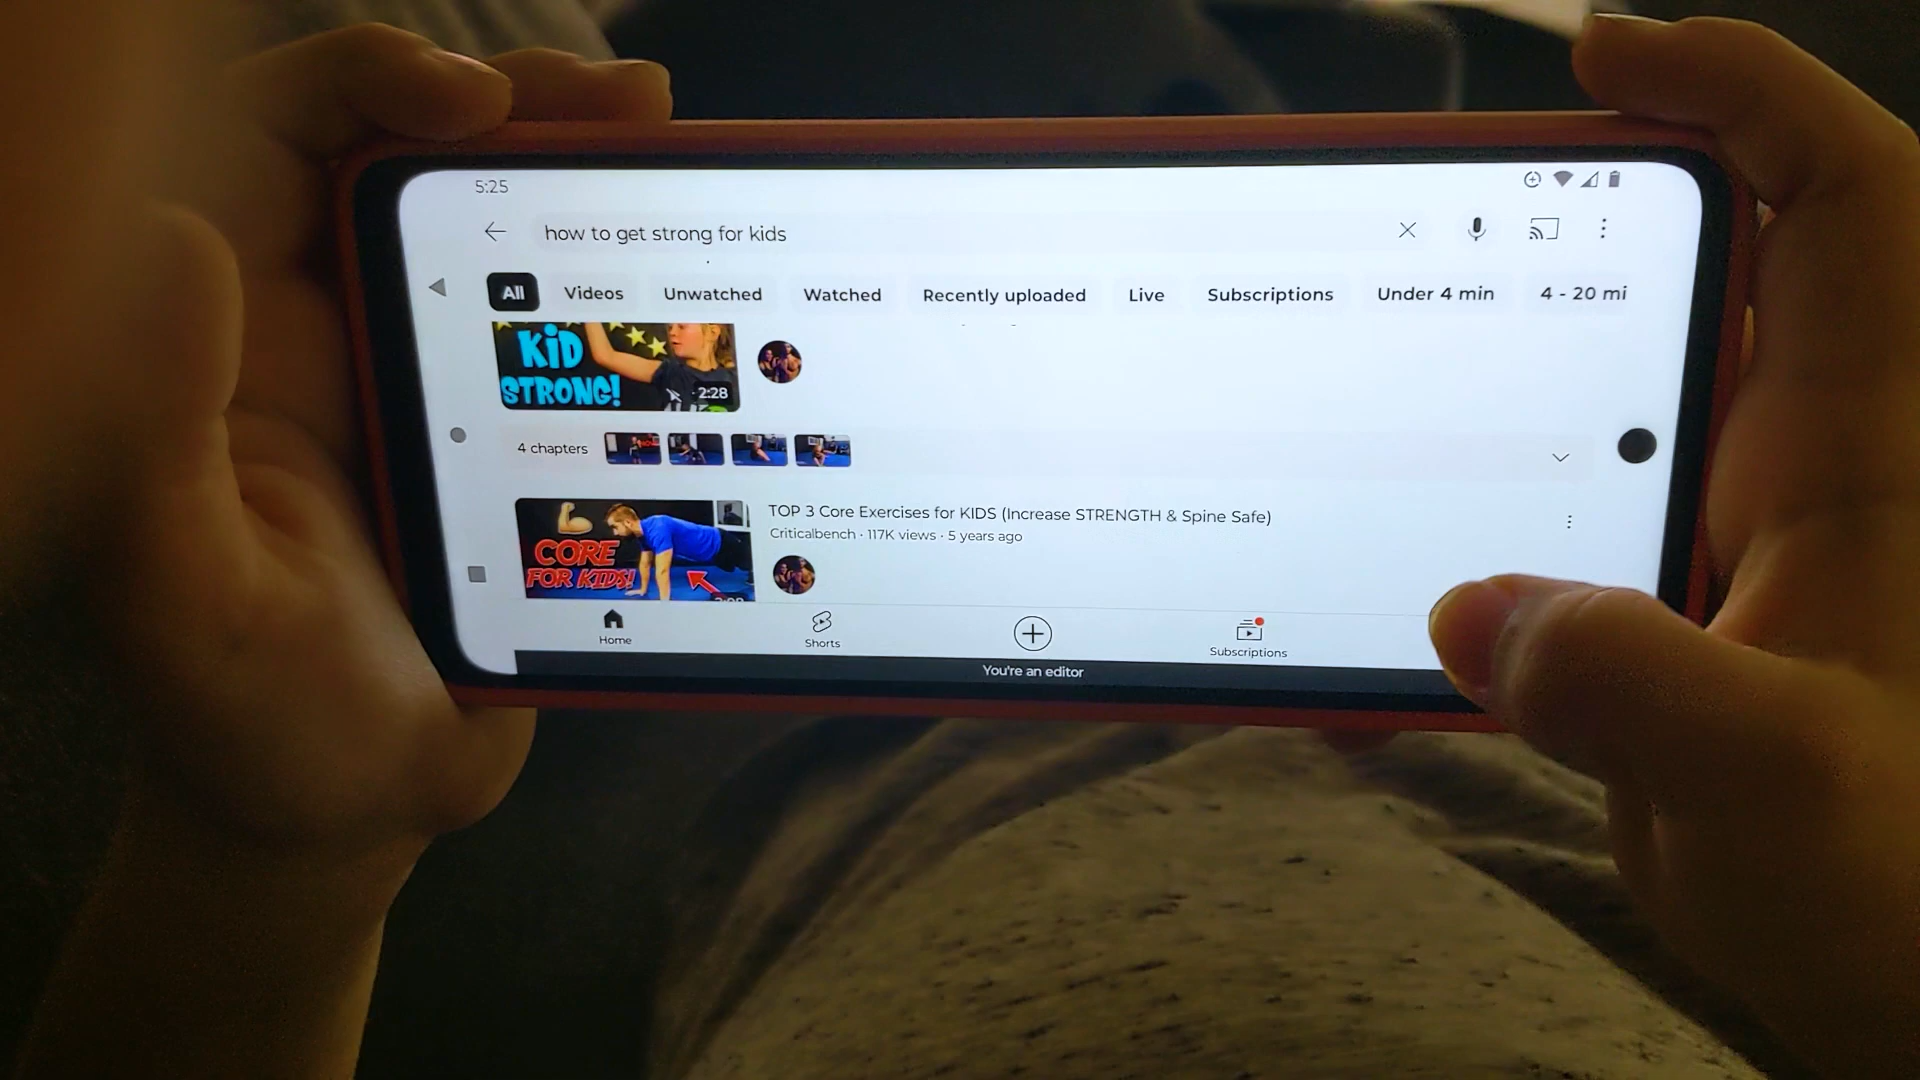 5:25
how to get strong for kids
All Videos Unwatched Watched Recently uploaded Live Subscriptions Under 4 min 4 - 20 mi
KiD
STRONG!
2:28
4 chapters
TOP 3 Core Exercises for KIDS (Increase STRENGTH & Spine Safe)
Criticalbench · 117K views · 5 years ago
CORE
FOR KIDS!
Home Shorts Subscriptions
You're an editor